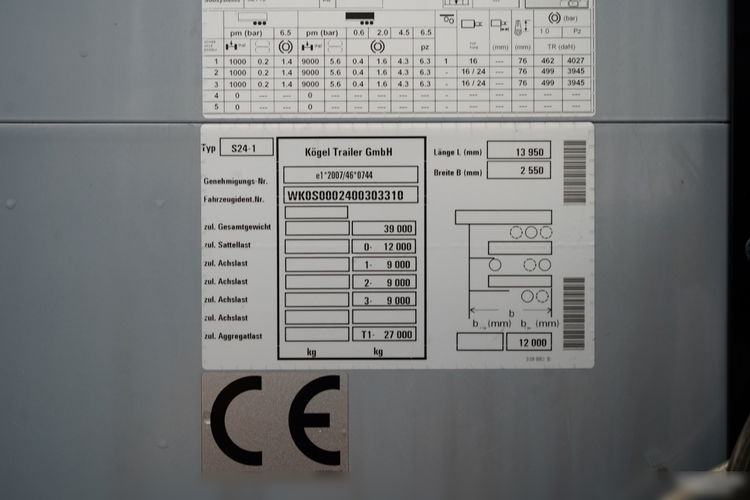 pm (bar) 6.5 pm (bar) 0.6 2.0 4.5 6.5 (bar)
1.0 Pz
pz (mm) (mm) TR (daN)
1 1000 0.2 1.4 9000 5.6 0.4 1.6 4.3 6.3 1 16 --- 76 462 4027
2 1000 0.2 1.4 9000 5.6 0.4 1.6 4.3 6.3 - 16 / 24 --- 76 499 3945
3 1000 0.2 1.4 9000 5.6 0.4 1.6 4.3 6.3 - 16 / 24 --- 76 499 3945
4 0 --- --- 0 --- --- --- --- --- - --- --- --- --- ---
5 0 --- --- 0 --- --- --- --- --- - --- --- --- --- ---
Typ S24-1
Kögel Trailer GmbH
Länge L (mm) 13 950
Breite B (mm) 2 550
Genehmigungs-Nr. e1*2007/46*0744
Fahrzeugident.Nr. WK0S0002400303310
zul. Gesamtgewicht 39 000
zul. Sattellast 0- 12 000
zul. Achslast 1- 9 000
zul. Achslast 2- 9 000
zul. Achslast 3- 9 000
zul. Achslast
zul. Aggregatlast T1- 27 000
kg kg
b
(mm) (mm)
12 000
CE